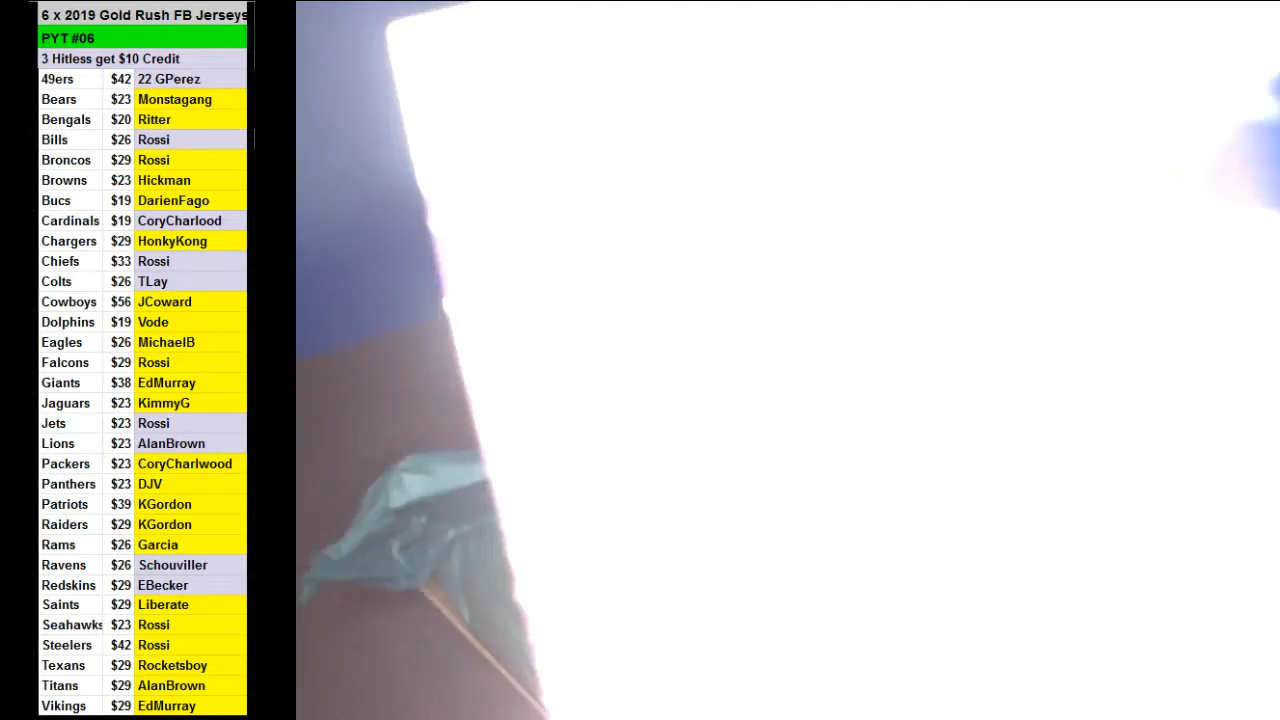 6 x 2019 Gold Rush FB Jerseys
PYT #06
3 Hitless get $10 Credit
49ers $42 22 GPerez
Bears $23 Monstagang
Bengals $20 Ritter
Bills $26 Rossi
Broncos $29 Rossi
Browns $23 Hickman
Bucs $19 DarienFago
Cardinals $19 CoryCharlood
Chargers $29 HonkyKong
Chiefs $33 Rossi
Colts $26 TLay
Cowboys $56 JCoward
Dolphins $19 Vode
Eagles $26 MichaelB
Falcons $29 Rossi
Giants $38 EdMurray
Jaguars $23 KimmyG
Jets $23 Rossi
Lions $23 AlanBrown
Packers $23 CoryCharlwood
Panthers $23 DJV
Patriots $39 KGordon
Raiders $29 KGordon
Rams $26 Garcia
Ravens $26 Schouviller
Redskins $29 EBecker
Saints $29 Liberate
Seahawks $23 Rossi
Steelers $42 Rossi
Texans $29 Rocketsboy
Titans $29 AlanBrown
Vikings $29 EdMurray